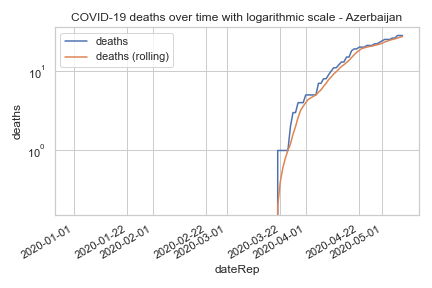 COVID-19 deaths over time with logarithmic scale - Azerbaijan
deaths
deaths (rolling)
10¹
10⁰
deaths
2020-01-01
2020-01-22
2020-02-01
2020-02-22
2020-03-01
2020-03-22
2020-04-01
2020-04-22
2020-05-01
dateRep